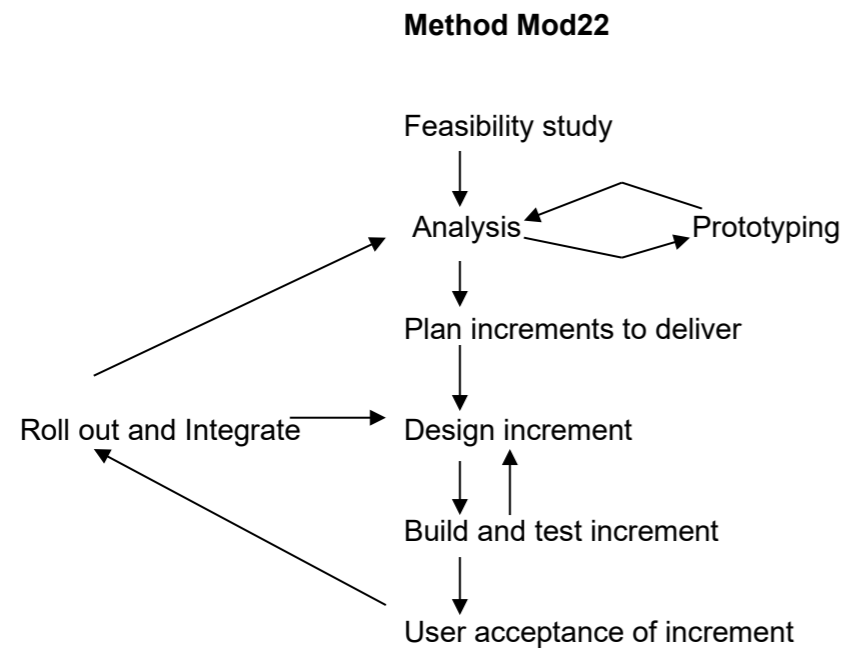 Method Mod22
Feasibility study
Analysis
Prototyping
Plan increments to deliver
Roll out and Integrate
Design increment
Build and test increment
User acceptance of increment